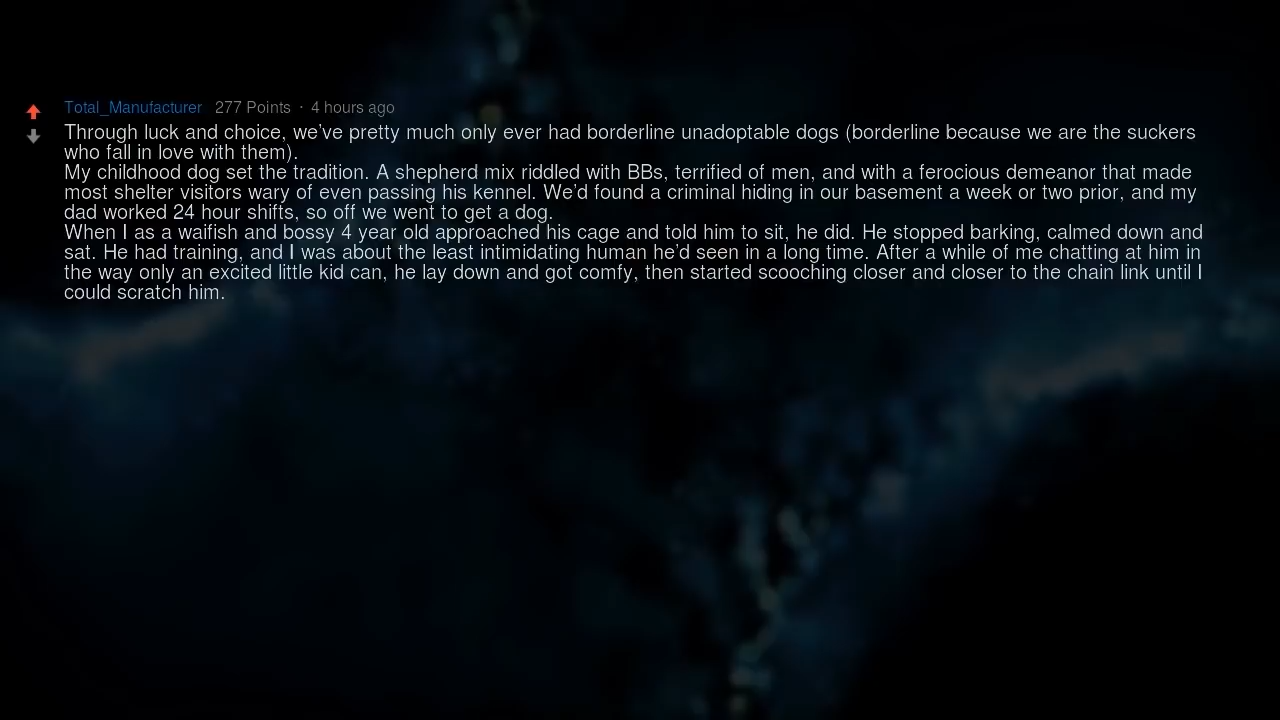 Total_Manufacturer 277 Points · 4 hours ago
Through luck and choice, we've pretty much only ever had borderline unadoptable dogs (borderline because we are the suckers
who fall in love with them).
My childhood dog set the tradition. A shepherd mix riddled with BBs, terrified of men, and with a ferocious demeanor that made
most shelter visitors wary of even passing his kennel. We'd found a criminal hiding in our basement a week or two prior, and my
dad worked 24 hour shifts, so off we went to get a dog.
When I as a waifish and bossy 4 year old approached his cage and told him to sit, he did. He stopped barking, calmed down and
sat. He had training, and I was about the least intimidating human he'd seen in a long time. After a while of me chatting at him in
the way only an excited little kid can, he lay down and got comfy, then started scooching closer and closer to the chain link until I
could scratch him.